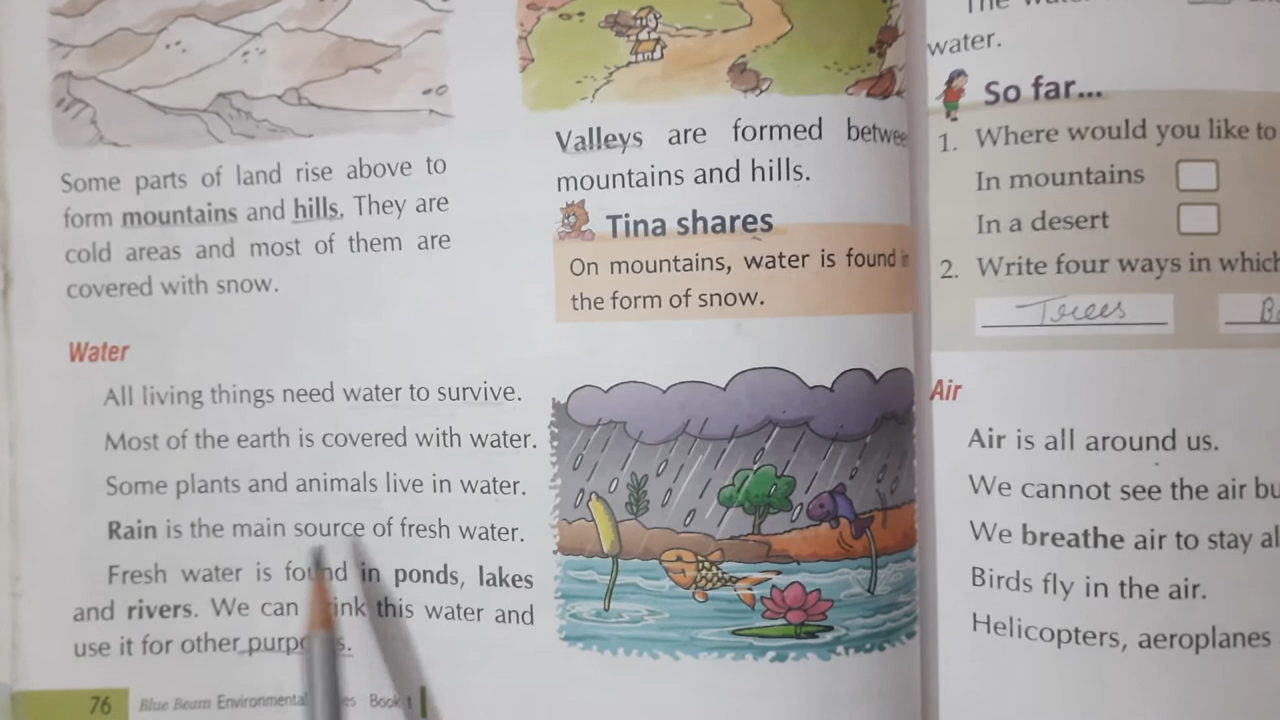 Some parts of land rise above to
form mountains and hills. They are
cold areas and most of them are
covered with snow.
Valleys are formed
mountains and hills.
Tina shares
On mountains, water is found
the form of snow.
Water
All living things need water to survive.
Most of the earth is covered with water.
Some plants and animals live in water.
Rain is the main source of fresh water.
Fresh water is found in ponds, lakes
and rivers. We can this water and
use it for other
76
Blue Beam Environmental Book 1
water.
So far...
1. Where would you like to
In mountains
In a desert
2. Write four ways in which
Trees
Air
Air is all around us.
We cannot see the air
We breathe air to stay
Birds fly in the air.
Helicopters, aeroplanes